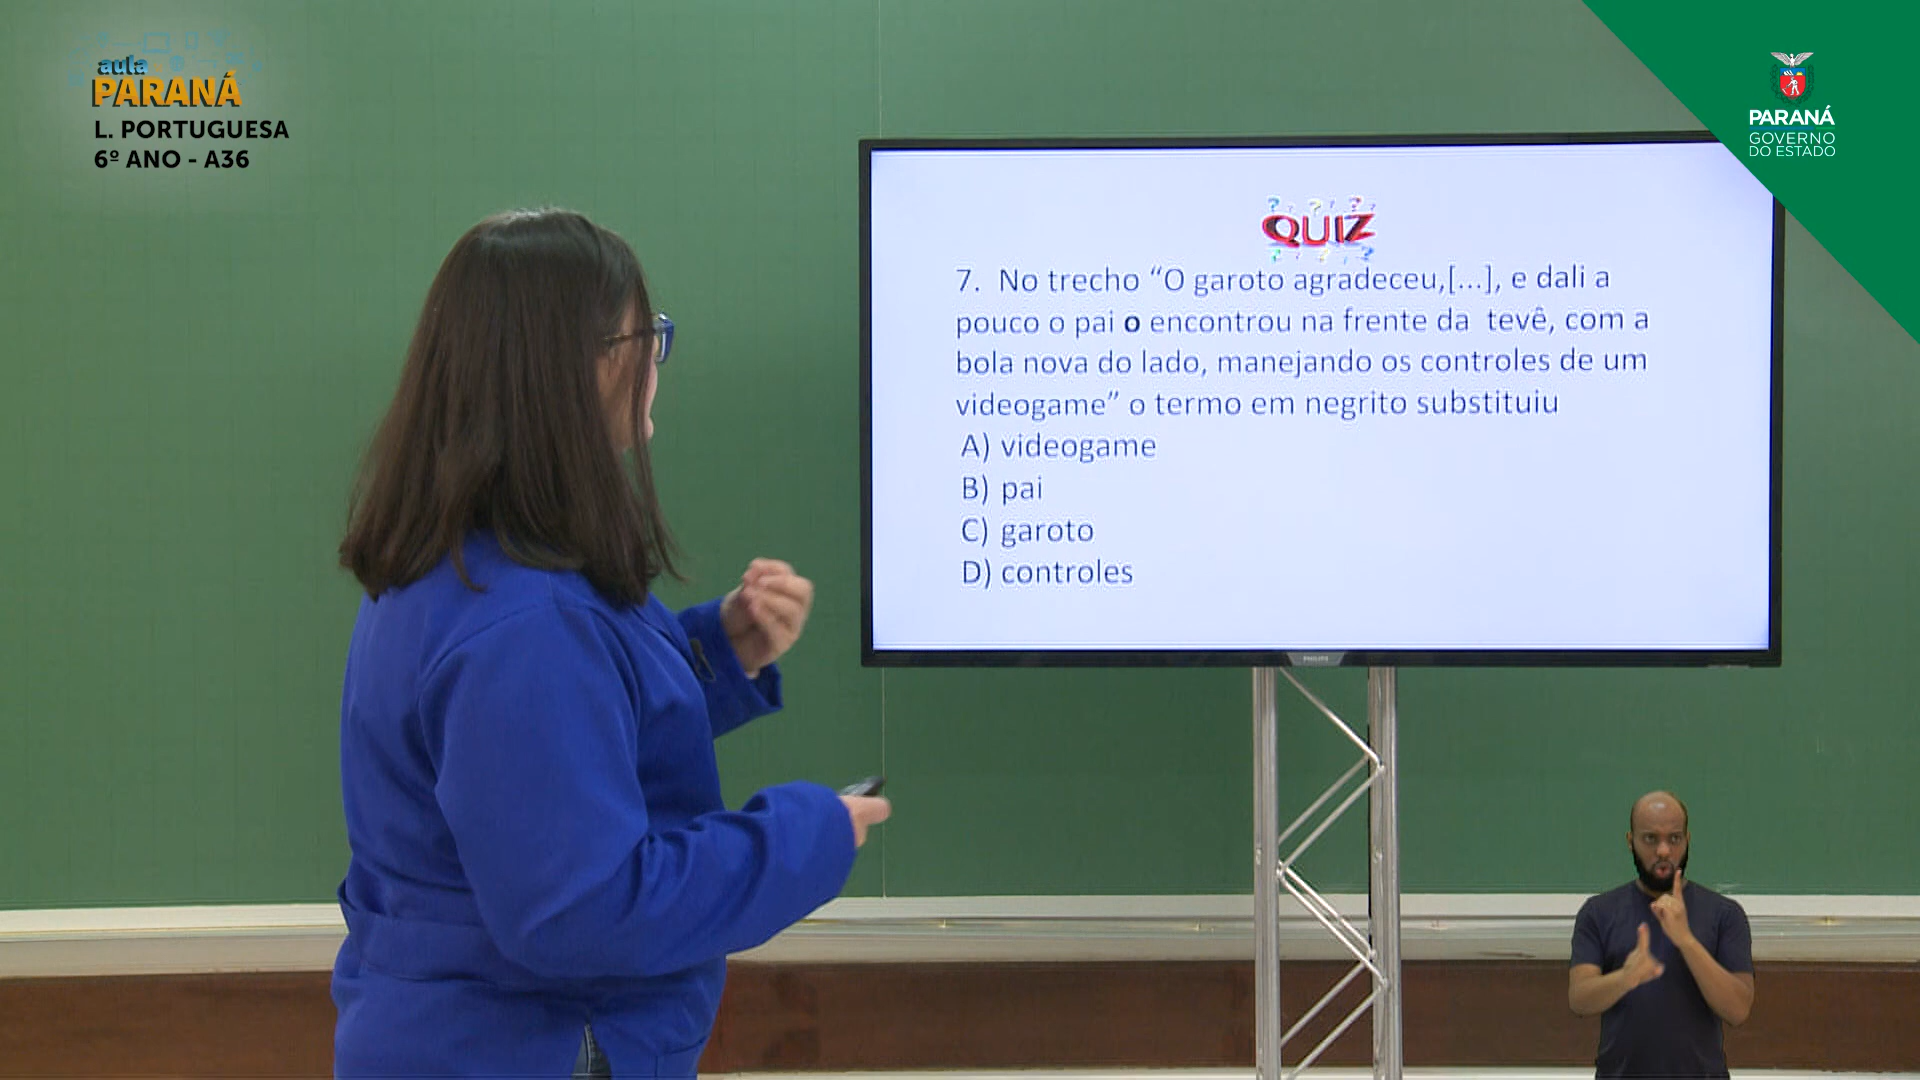 aula
PARANÁ
L. PORTUGUESA
6º ANO - A36
PARANÁ
GOVERNO
DO ESTADO
QUIZ
7. No trecho “O garoto agradeceu,[...], e dali a
pouco o pai o encontrou na frente da tevê, com a
bola nova do lado, manejando os controles de um
videogame” o termo em negrito substituiu
A) videogame
B) pai
C) garoto
D) controles
PHILIPS